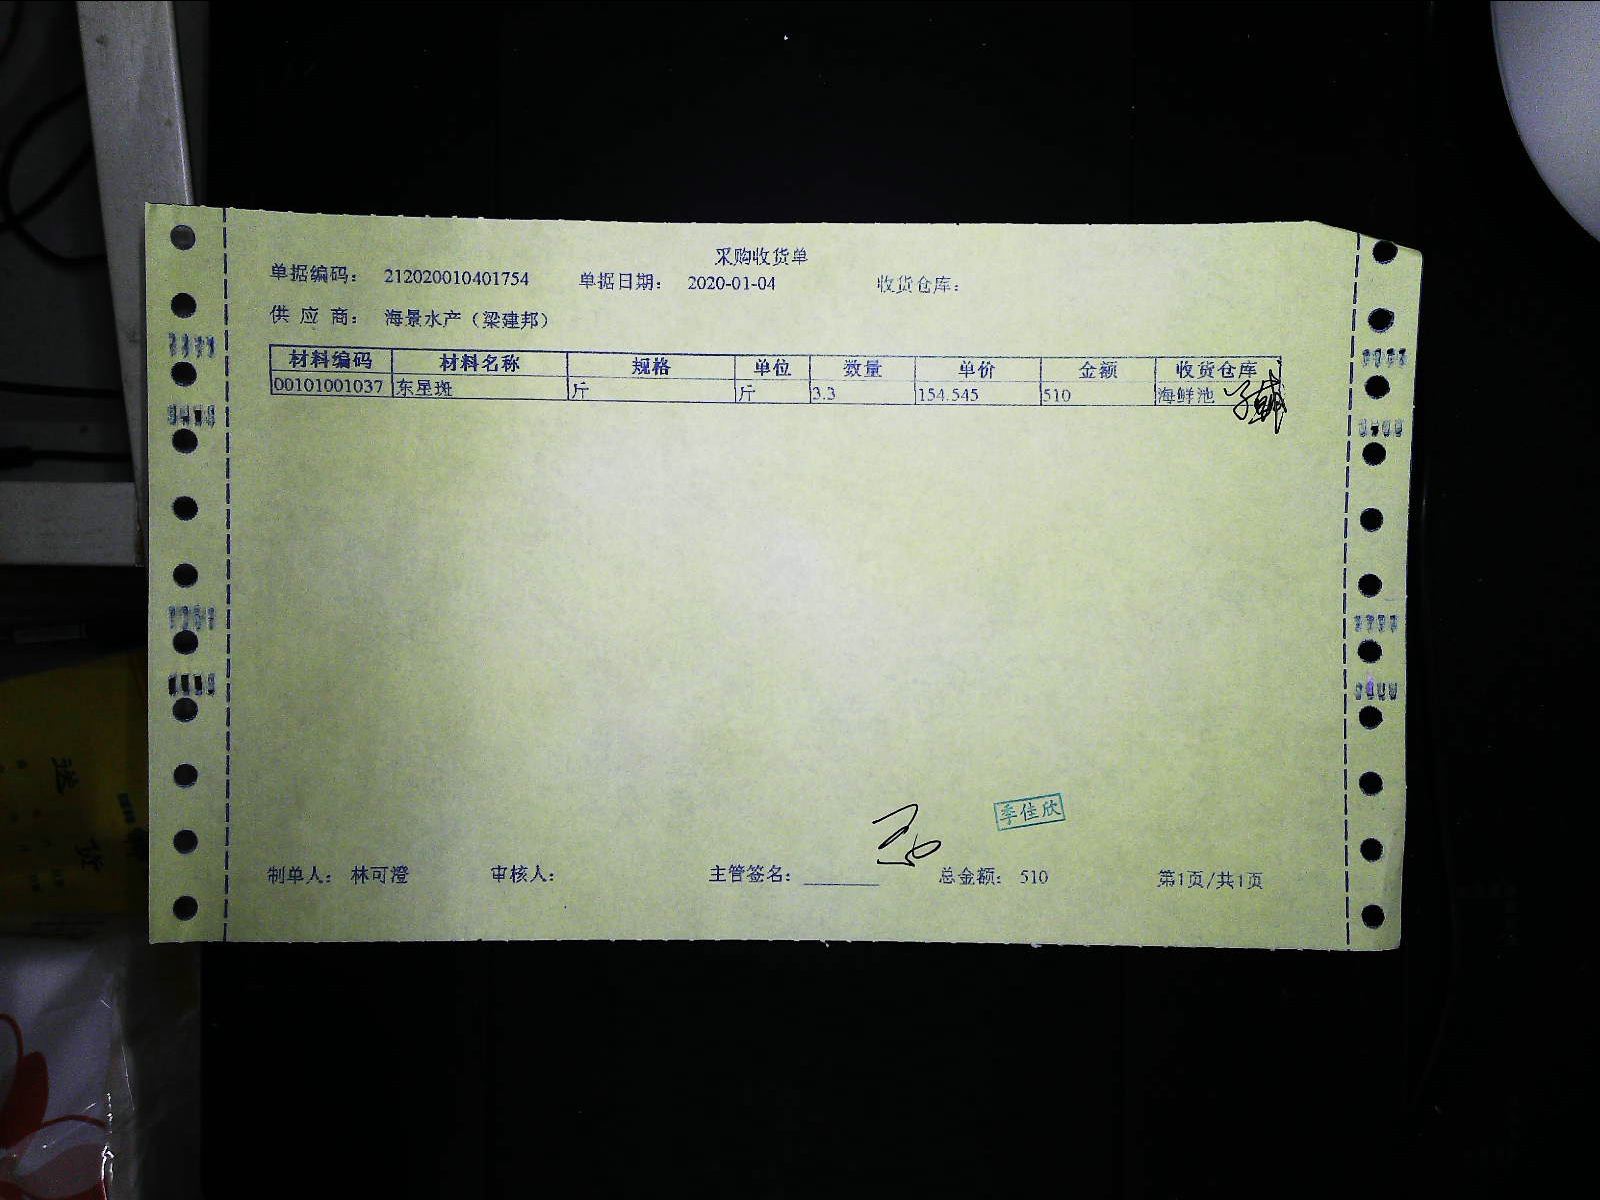 采购收货单
单据编码： 212020010401754 单据日期： 2020-01-04 收货仓库：
供 应 商： 海景水产（梁建邦）
材料编码 材料名称 规格 单位 数量 单价 金额 收货仓库
00101001037 东星斑 斤 斤 3.3 154.545 510 海鲜池
季佳欣
制单人： 林可澄 审核人： 主管签名：________ 总金额： 510 第1页/共1页
送
货